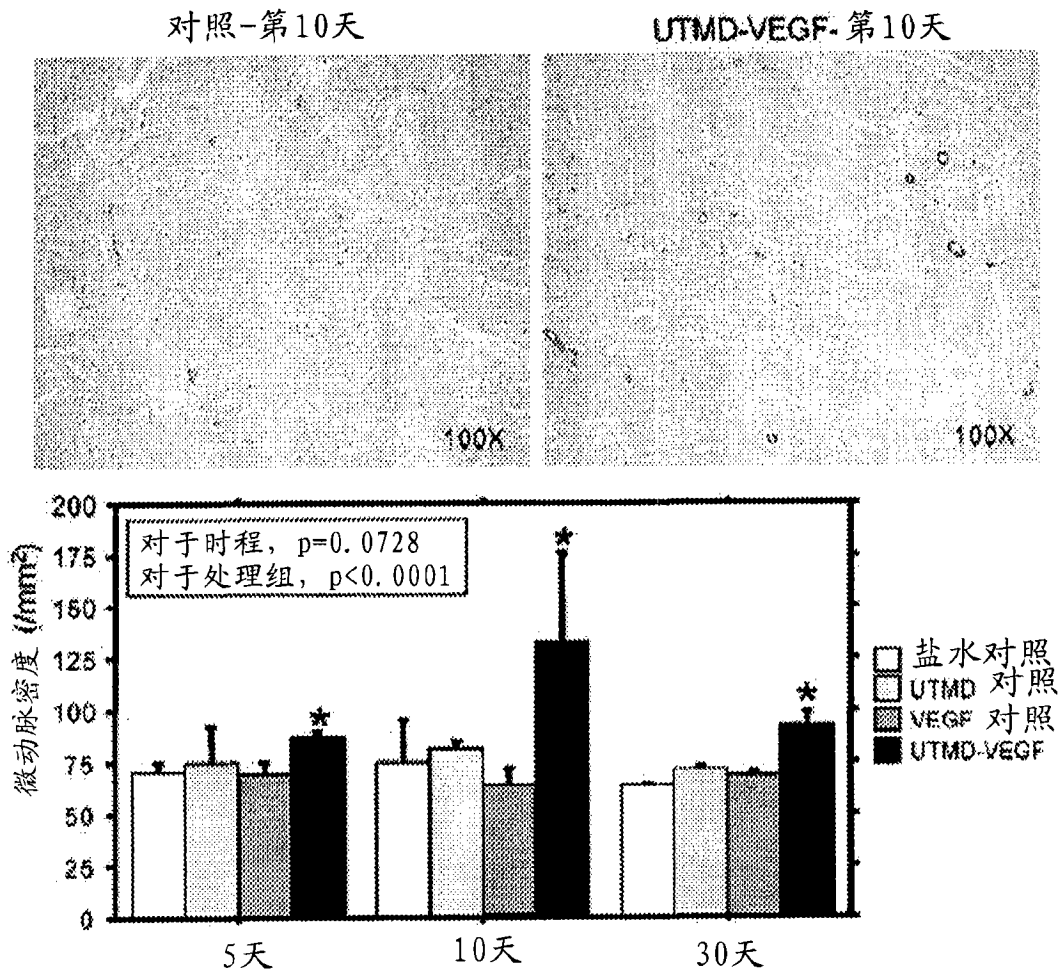 对照-第10天
UTMD-VEGF-第10天
100X
100X
微动脉密度 (/mm²)
200
175
150
125
100
75
50
25
0
对于时程, p=0.0728
对于处理组, p<0.0001
*
*
*
5天
10天
30天
盐水对照
UTMD 对照
VEGF 对照
UTMD-VEGF